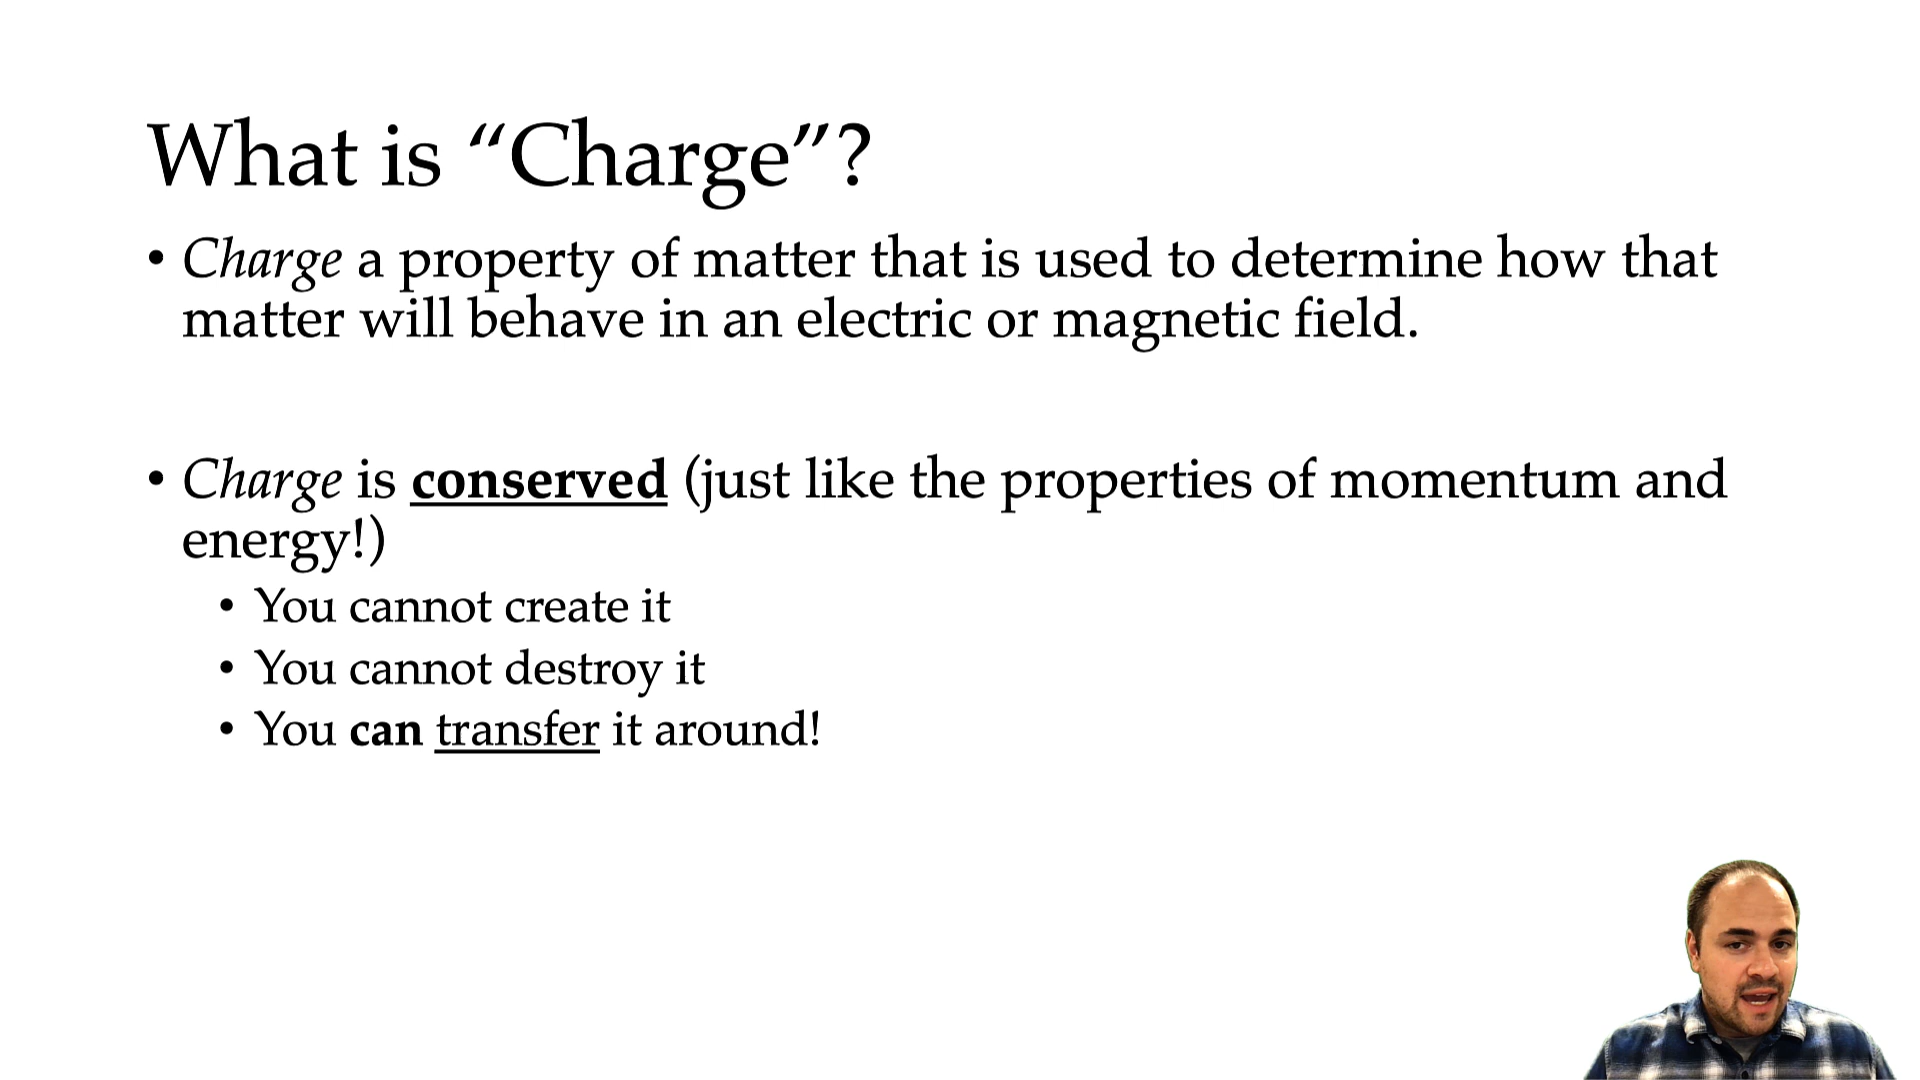 What is “Charge”?
• Charge a property of matter that is used to determine how that
matter will behave in an electric or magnetic field.
• Charge is conserved (just like the properties of momentum and
energy!)
• You cannot create it
• You cannot destroy it
• You can transfer it around!